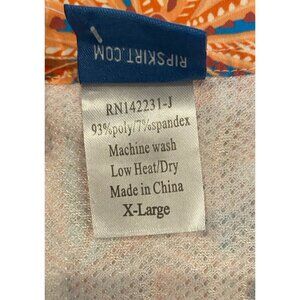 RIPSKIRT.COM
RN142231-J
93%poly/7%spandex
Machine wash
Low Heat/Dry
Made in China
X-Large